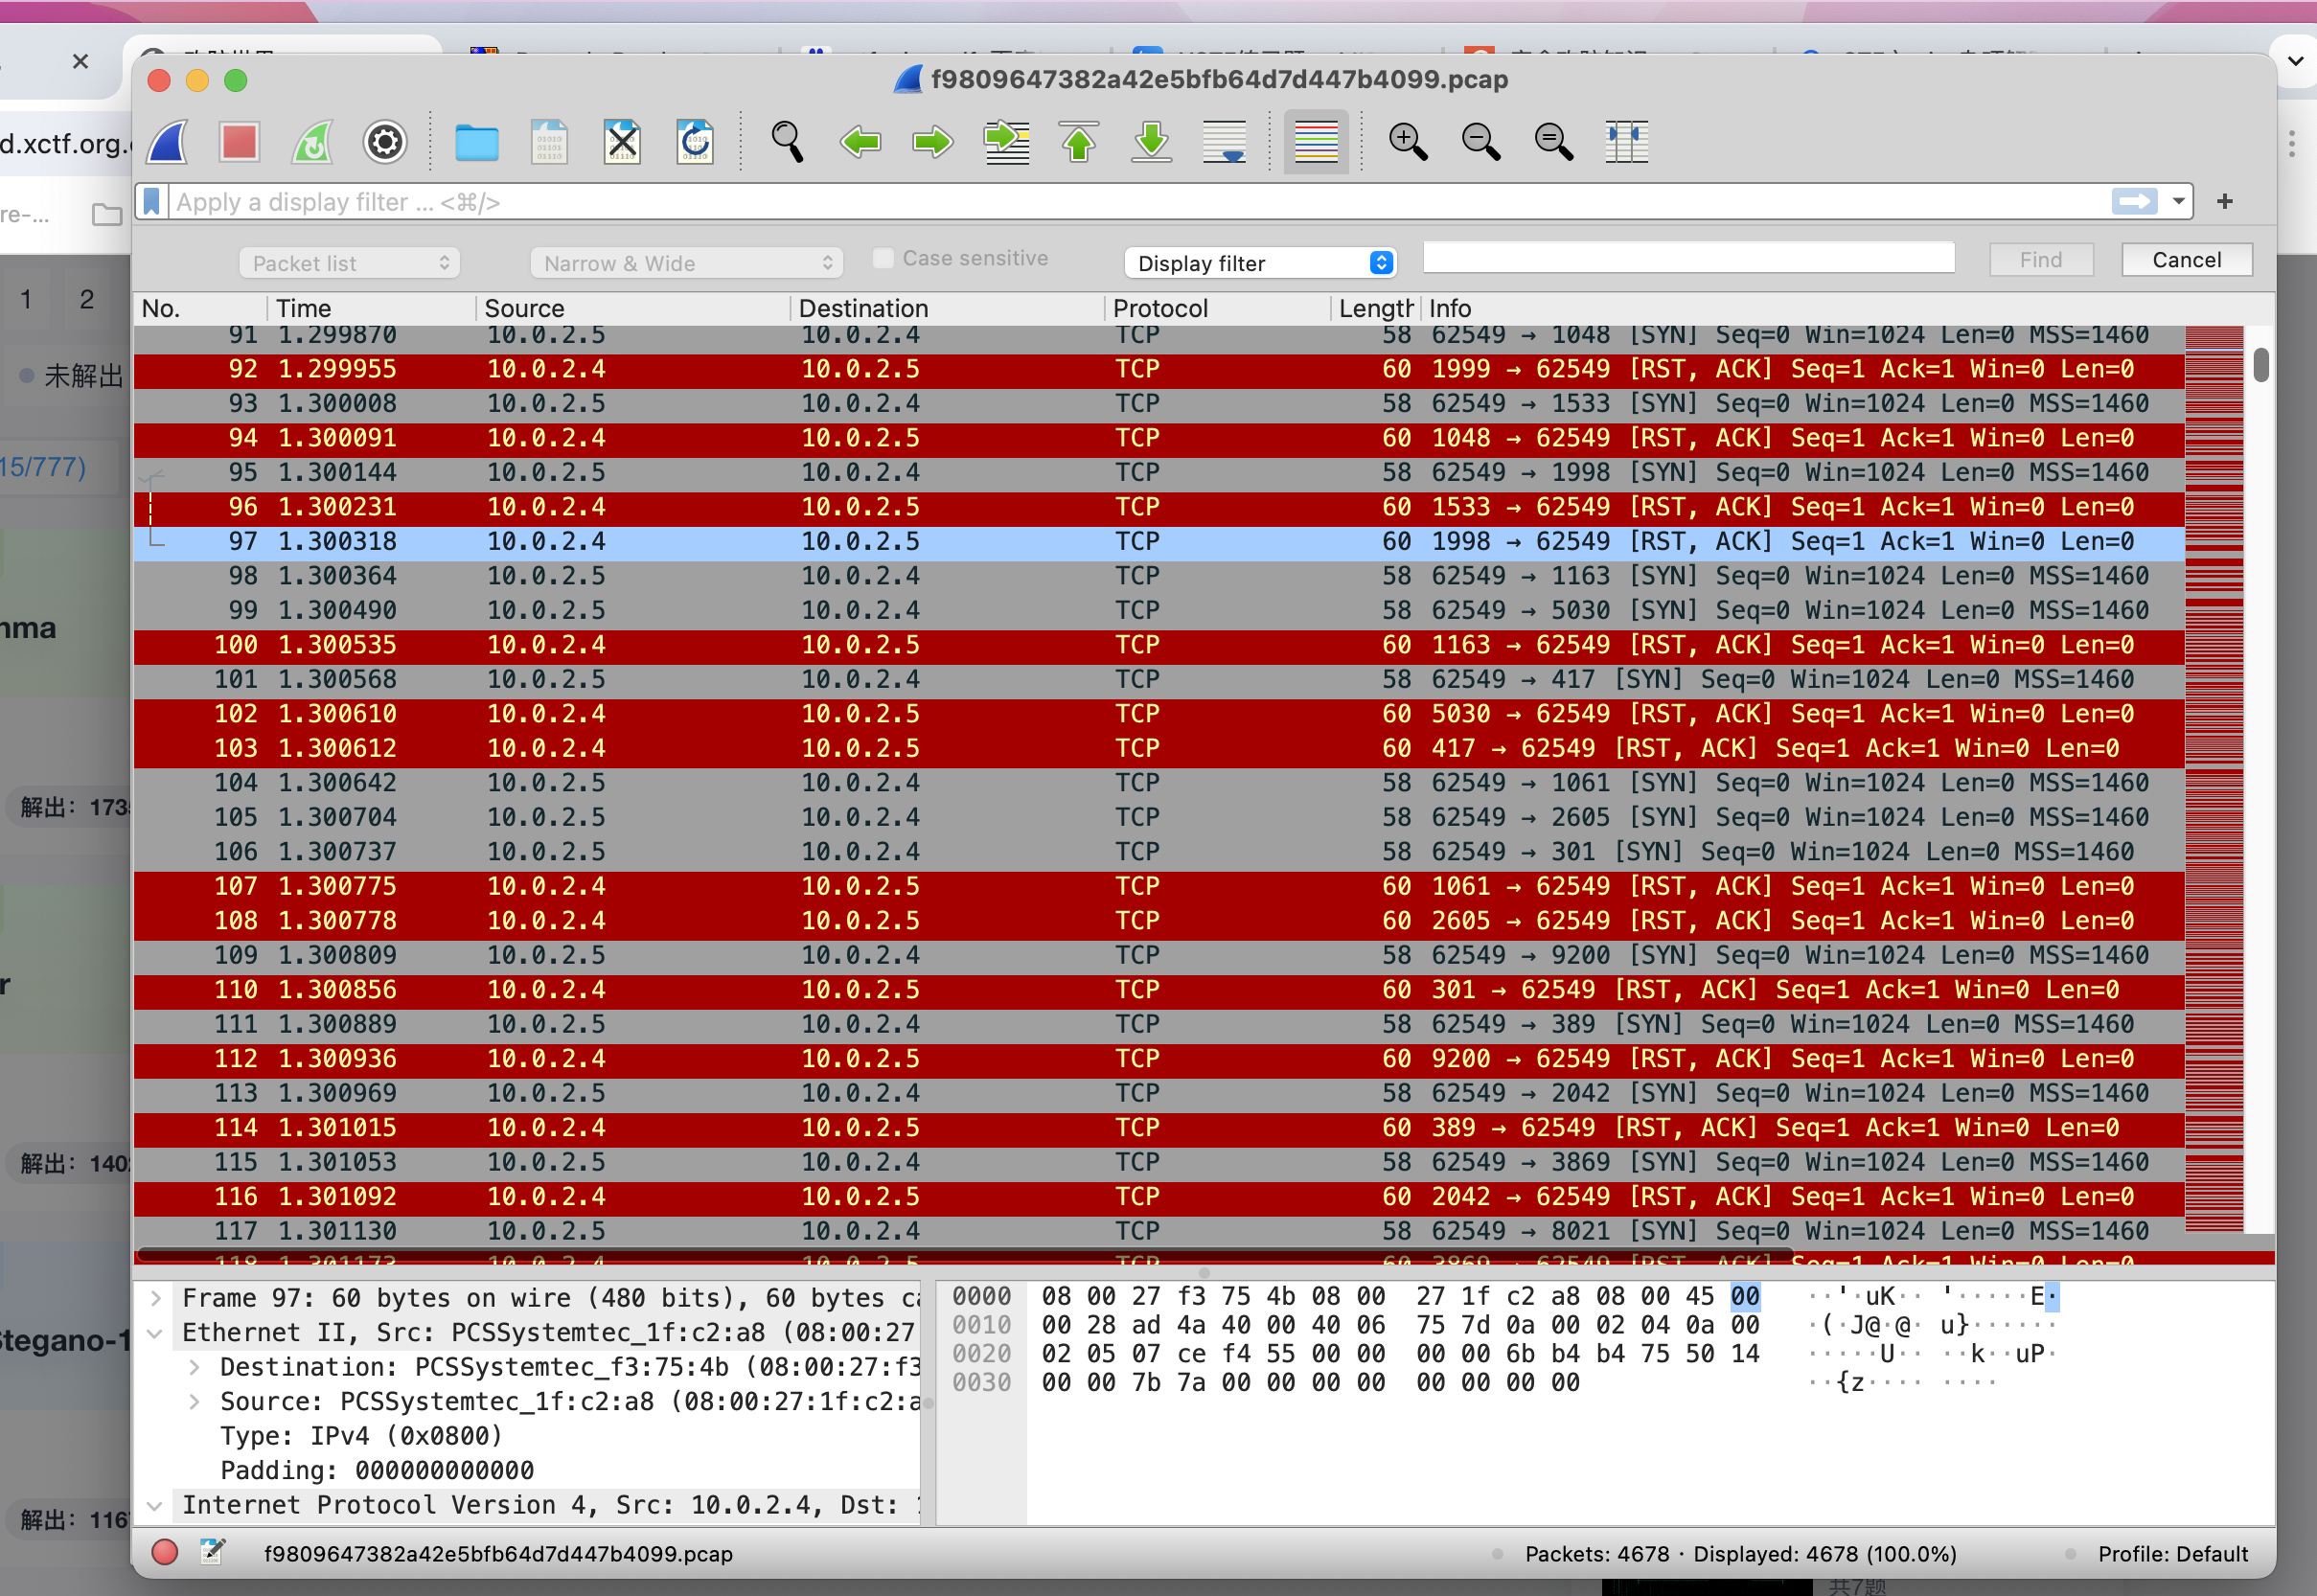 f9809647382a42e5bfb64d7d447b4099.pcap
d.xctf.org.
Apply a display filter ... <⌘/>
+
re-...
Packet list
Narrow & Wide
Case sensitive
Display filter
Find
Cancel
1
2
No. Time Source Destination Protocol Length Info
91 1.299870 10.0.2.5 10.0.2.4 TCP 58 62549 → 1048 [SYN] Seq=0 Win=1024 Len=0 MSS=1460
92 1.299955 10.0.2.4 10.0.2.5 TCP 60 1999 → 62549 [RST, ACK] Seq=1 Ack=1 Win=0 Len=0
93 1.300008 10.0.2.5 10.0.2.4 TCP 58 62549 → 1533 [SYN] Seq=0 Win=1024 Len=0 MSS=1460
94 1.300091 10.0.2.4 10.0.2.5 TCP 60 1048 → 62549 [RST, ACK] Seq=1 Ack=1 Win=0 Len=0
95 1.300144 10.0.2.5 10.0.2.4 TCP 58 62549 → 1998 [SYN] Seq=0 Win=1024 Len=0 MSS=1460
96 1.300231 10.0.2.4 10.0.2.5 TCP 60 1533 → 62549 [RST, ACK] Seq=1 Ack=1 Win=0 Len=0
97 1.300318 10.0.2.4 10.0.2.5 TCP 60 1998 → 62549 [RST, ACK] Seq=1 Ack=1 Win=0 Len=0
98 1.300364 10.0.2.5 10.0.2.4 TCP 58 62549 → 1163 [SYN] Seq=0 Win=1024 Len=0 MSS=1460
99 1.300490 10.0.2.5 10.0.2.4 TCP 58 62549 → 5030 [SYN] Seq=0 Win=1024 Len=0 MSS=1460
100 1.300535 10.0.2.4 10.0.2.5 TCP 60 1163 → 62549 [RST, ACK] Seq=1 Ack=1 Win=0 Len=0
101 1.300568 10.0.2.5 10.0.2.4 TCP 58 62549 → 417 [SYN] Seq=0 Win=1024 Len=0 MSS=1460
102 1.300610 10.0.2.4 10.0.2.5 TCP 60 5030 → 62549 [RST, ACK] Seq=1 Ack=1 Win=0 Len=0
103 1.300612 10.0.2.4 10.0.2.5 TCP 60 417 → 62549 [RST, ACK] Seq=1 Ack=1 Win=0 Len=0
104 1.300642 10.0.2.5 10.0.2.4 TCP 58 62549 → 1061 [SYN] Seq=0 Win=1024 Len=0 MSS=1460
105 1.300704 10.0.2.5 10.0.2.4 TCP 58 62549 → 2605 [SYN] Seq=0 Win=1024 Len=0 MSS=1460
106 1.300737 10.0.2.5 10.0.2.4 TCP 58 62549 → 301 [SYN] Seq=0 Win=1024 Len=0 MSS=1460
107 1.300775 10.0.2.4 10.0.2.5 TCP 60 1061 → 62549 [RST, ACK] Seq=1 Ack=1 Win=0 Len=0
108 1.300778 10.0.2.4 10.0.2.5 TCP 60 2605 → 62549 [RST, ACK] Seq=1 Ack=1 Win=0 Len=0
109 1.300809 10.0.2.5 10.0.2.4 TCP 58 62549 → 9200 [SYN] Seq=0 Win=1024 Len=0 MSS=1460
110 1.300856 10.0.2.4 10.0.2.5 TCP 60 301 → 62549 [RST, ACK] Seq=1 Ack=1 Win=0 Len=0
111 1.300889 10.0.2.5 10.0.2.4 TCP 58 62549 → 389 [SYN] Seq=0 Win=1024 Len=0 MSS=1460
112 1.300936 10.0.2.4 10.0.2.5 TCP 60 9200 → 62549 [RST, ACK] Seq=1 Ack=1 Win=0 Len=0
113 1.300969 10.0.2.5 10.0.2.4 TCP 58 62549 → 2042 [SYN] Seq=0 Win=1024 Len=0 MSS=1460
114 1.301015 10.0.2.4 10.0.2.5 TCP 60 389 → 62549 [RST, ACK] Seq=1 Ack=1 Win=0 Len=0
115 1.301053 10.0.2.5 10.0.2.4 TCP 58 62549 → 3869 [SYN] Seq=0 Win=1024 Len=0 MSS=1460
116 1.301092 10.0.2.4 10.0.2.5 TCP 60 2042 → 62549 [RST, ACK] Seq=1 Ack=1 Win=0 Len=0
117 1.301130 10.0.2.5 10.0.2.4 TCP 58 62549 → 8021 [SYN] Seq=0 Win=1024 Len=0 MSS=1460
118 1.301173 10.0.2.4 10.0.2.5 TCP 60 3869 → 62549 [RST, ACK] Seq=1 Ack=1 Win=0 Len=0
未解出
15/777)
nma
解出：173
r
解出：140
Stegano-1
解出：116
Frame 97: 60 bytes on wire (480 bits), 60 bytes ca
Ethernet II, Src: PCSSystemtec_1f:c2:a8 (08:00:27
Destination: PCSSystemtec_f3:75:4b (08:00:27:f3
Source: PCSSystemtec_1f:c2:a8 (08:00:27:1f:c2:a
Type: IPv4 (0x0800)
Padding: 000000000000
Internet Protocol Version 4, Src: 10.0.2.4, Dst:
0000 08 00 27 f3 75 4b 08 00 27 1f c2 a8 08 00 45 00 ··'·uK·· '·····E·
0010 00 28 ad 4a 40 00 40 06 75 7d 0a 00 02 04 0a 00 ·(·J@·@· u}······
0020 02 05 07 ce f4 55 00 00 00 00 6b b4 b4 75 50 14 ·····U·· ··k··uP·
0030 00 00 7b 7a 00 00 00 00 00 00 00 00 ··{z···· ····
f9809647382a42e5bfb64d7d447b4099.pcap
Packets: 4678 · Displayed: 4678 (100.0%)
Profile: Default
共7题